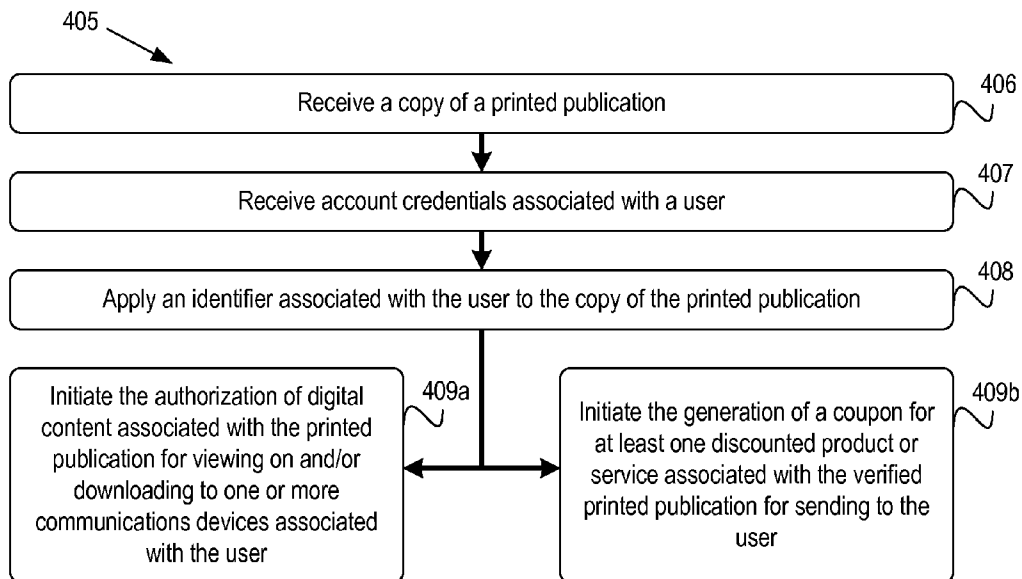 405
Receive a copy of a printed publication
406
Receive account credentials associated with a user
407
Apply an identifier associated with the user to the copy of the printed publication
408
Initiate the authorization of digital
content associated with the printed
publication for viewing on and/or
downloading to one or more
communications devices associated
with the user
409a
Initiate the generation of a coupon for
at least one discounted product or
service associated with the verified
printed publication for sending to the
user
409b